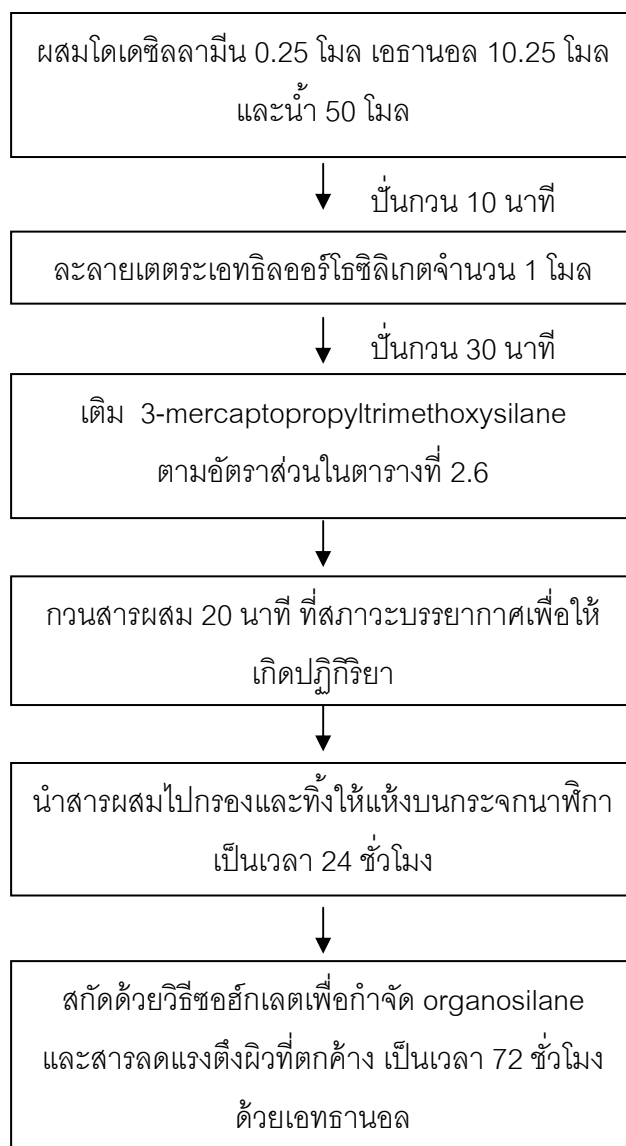 ผสมโดเดซิลลามีน 0.25 โมล เอธานอล 10.25 โมล
และน้ำ 50 โมล
ปั่นกวน 10 นาที
ละลายเตตระเอทธิลออร์โธซิลิเกตจำนวน 1 โมล
ปั่นกวน 30 นาที
เติม 3-mercaptopropyltrimethoxysilane
ตามอัตราส่วนในตารางที่ 2.6
กวนสารผสม 20 นาที ที่สภาวะบรรยากาศเพื่อให้
เกิดปฏิกิริยา
นำสารผสมไปกรองและทิ้งให้แห้งบนกระจกนาฬิกา
เป็นเวลา 24 ชั่วโมง
สกัดด้วยวิธีซอฮ์กเลตเพื่อกำจัด organosilane
และสารลดแรงตึงผิวที่ตกค้าง เป็นเวลา 72 ชั่วโมง
ด้วยเอทธานอล